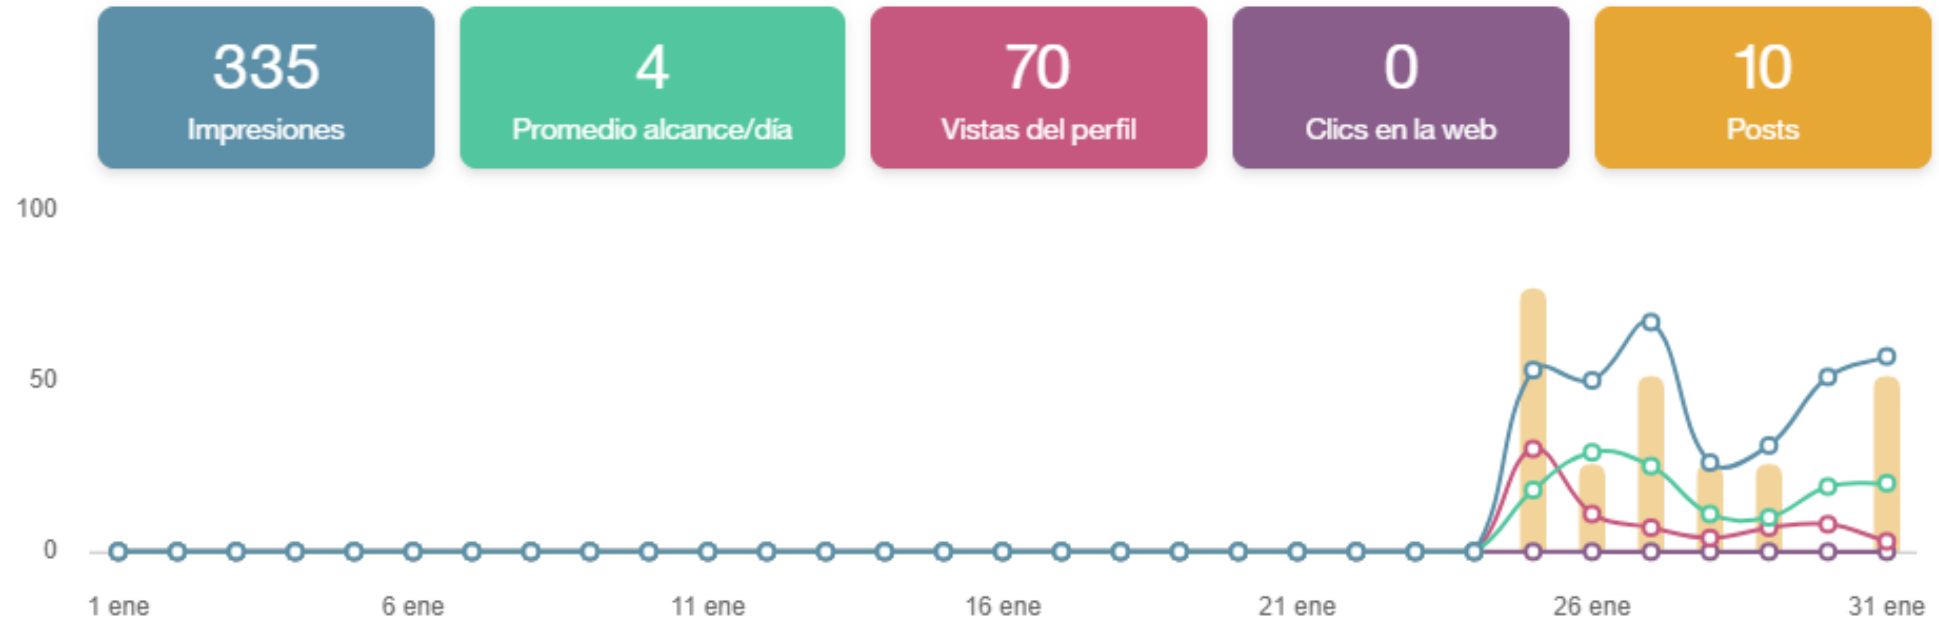 335
Impresiones
4
Promedio alcance/día
70
Vistas del perfil
0
Clics en la web
10
Posts
100
50
0
1 ene
6 ene
11 ene
16 ene
21 ene
26 ene
31 ene